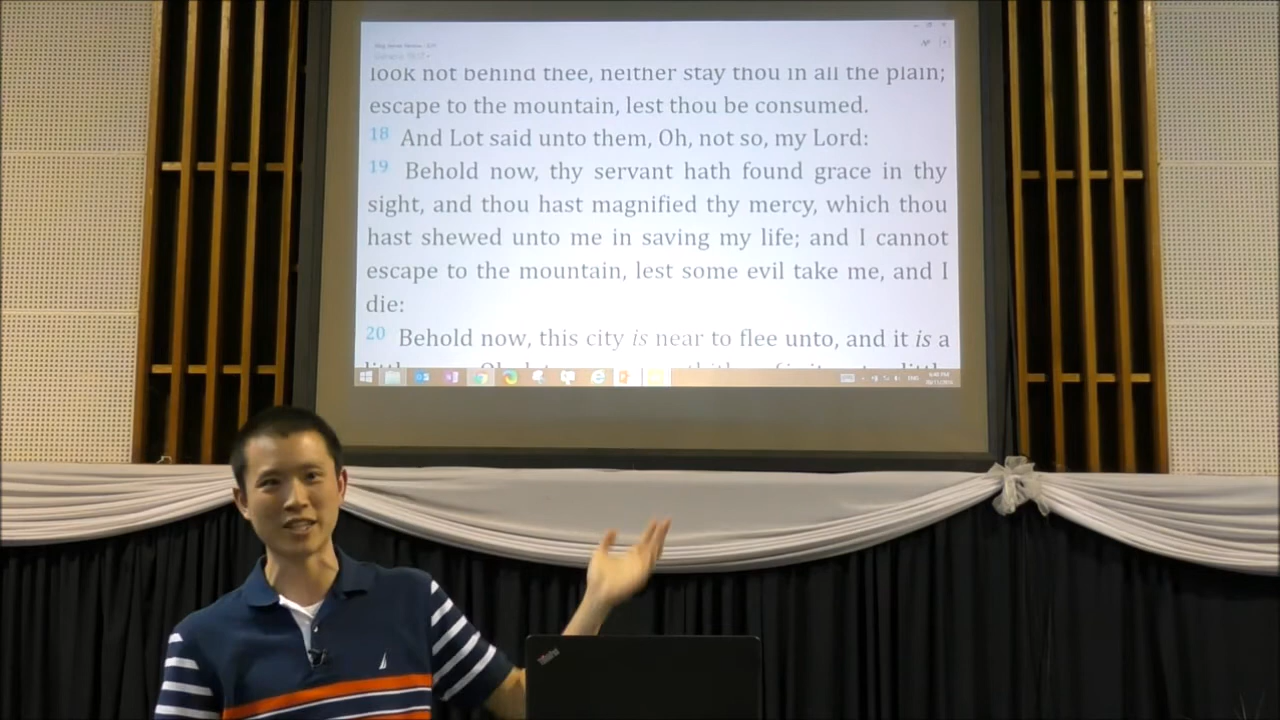 look not behind thee, neither stay thou in all the plain;
escape to the mountain, lest thou be consumed.
18 And Lot said unto them, Oh, not so, my Lord:
19 Behold now, thy servant hath found grace in thy
sight, and thou hast magnified thy mercy, which thou
hast shewed unto me in saving my life; and I cannot
escape to the mountain, lest some evil take me, and I
die:
20 Behold now, this city is near to flee unto, and it is a
ThinkPad